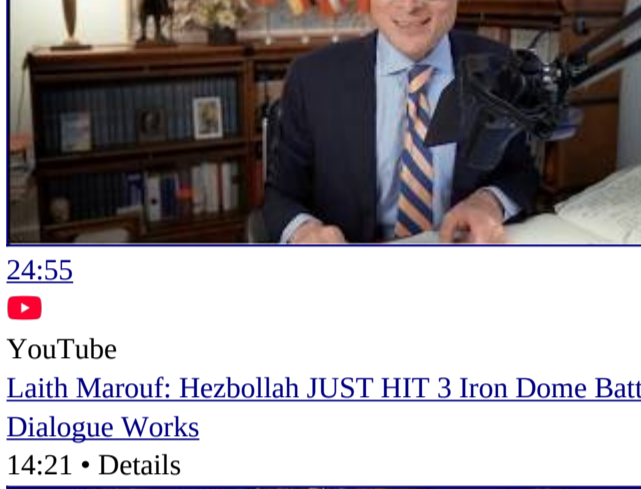 24:55
YouTube
Laith Marouf: Hezbollah JUST HIT 3 Iron Dome Batt
Dialogue Works
14:21 • Details